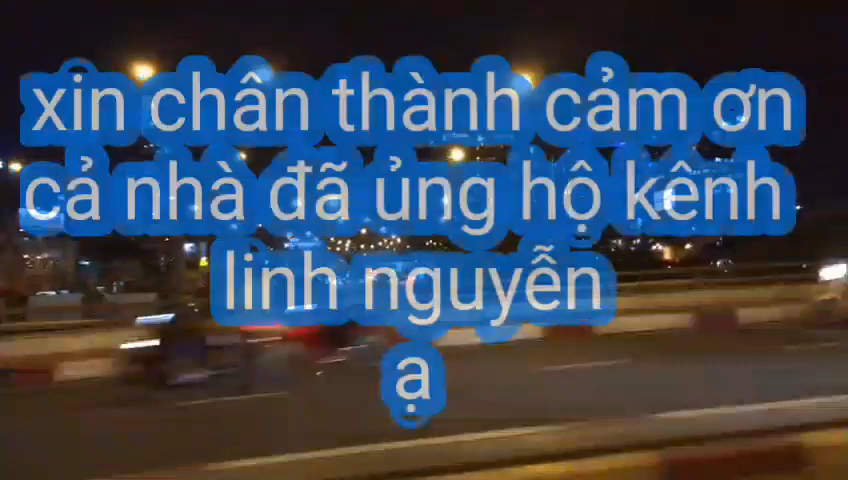 xin chân thành cảm ơn
cả nhà đã ủng hộ kênh
linh nguyễn
ạ